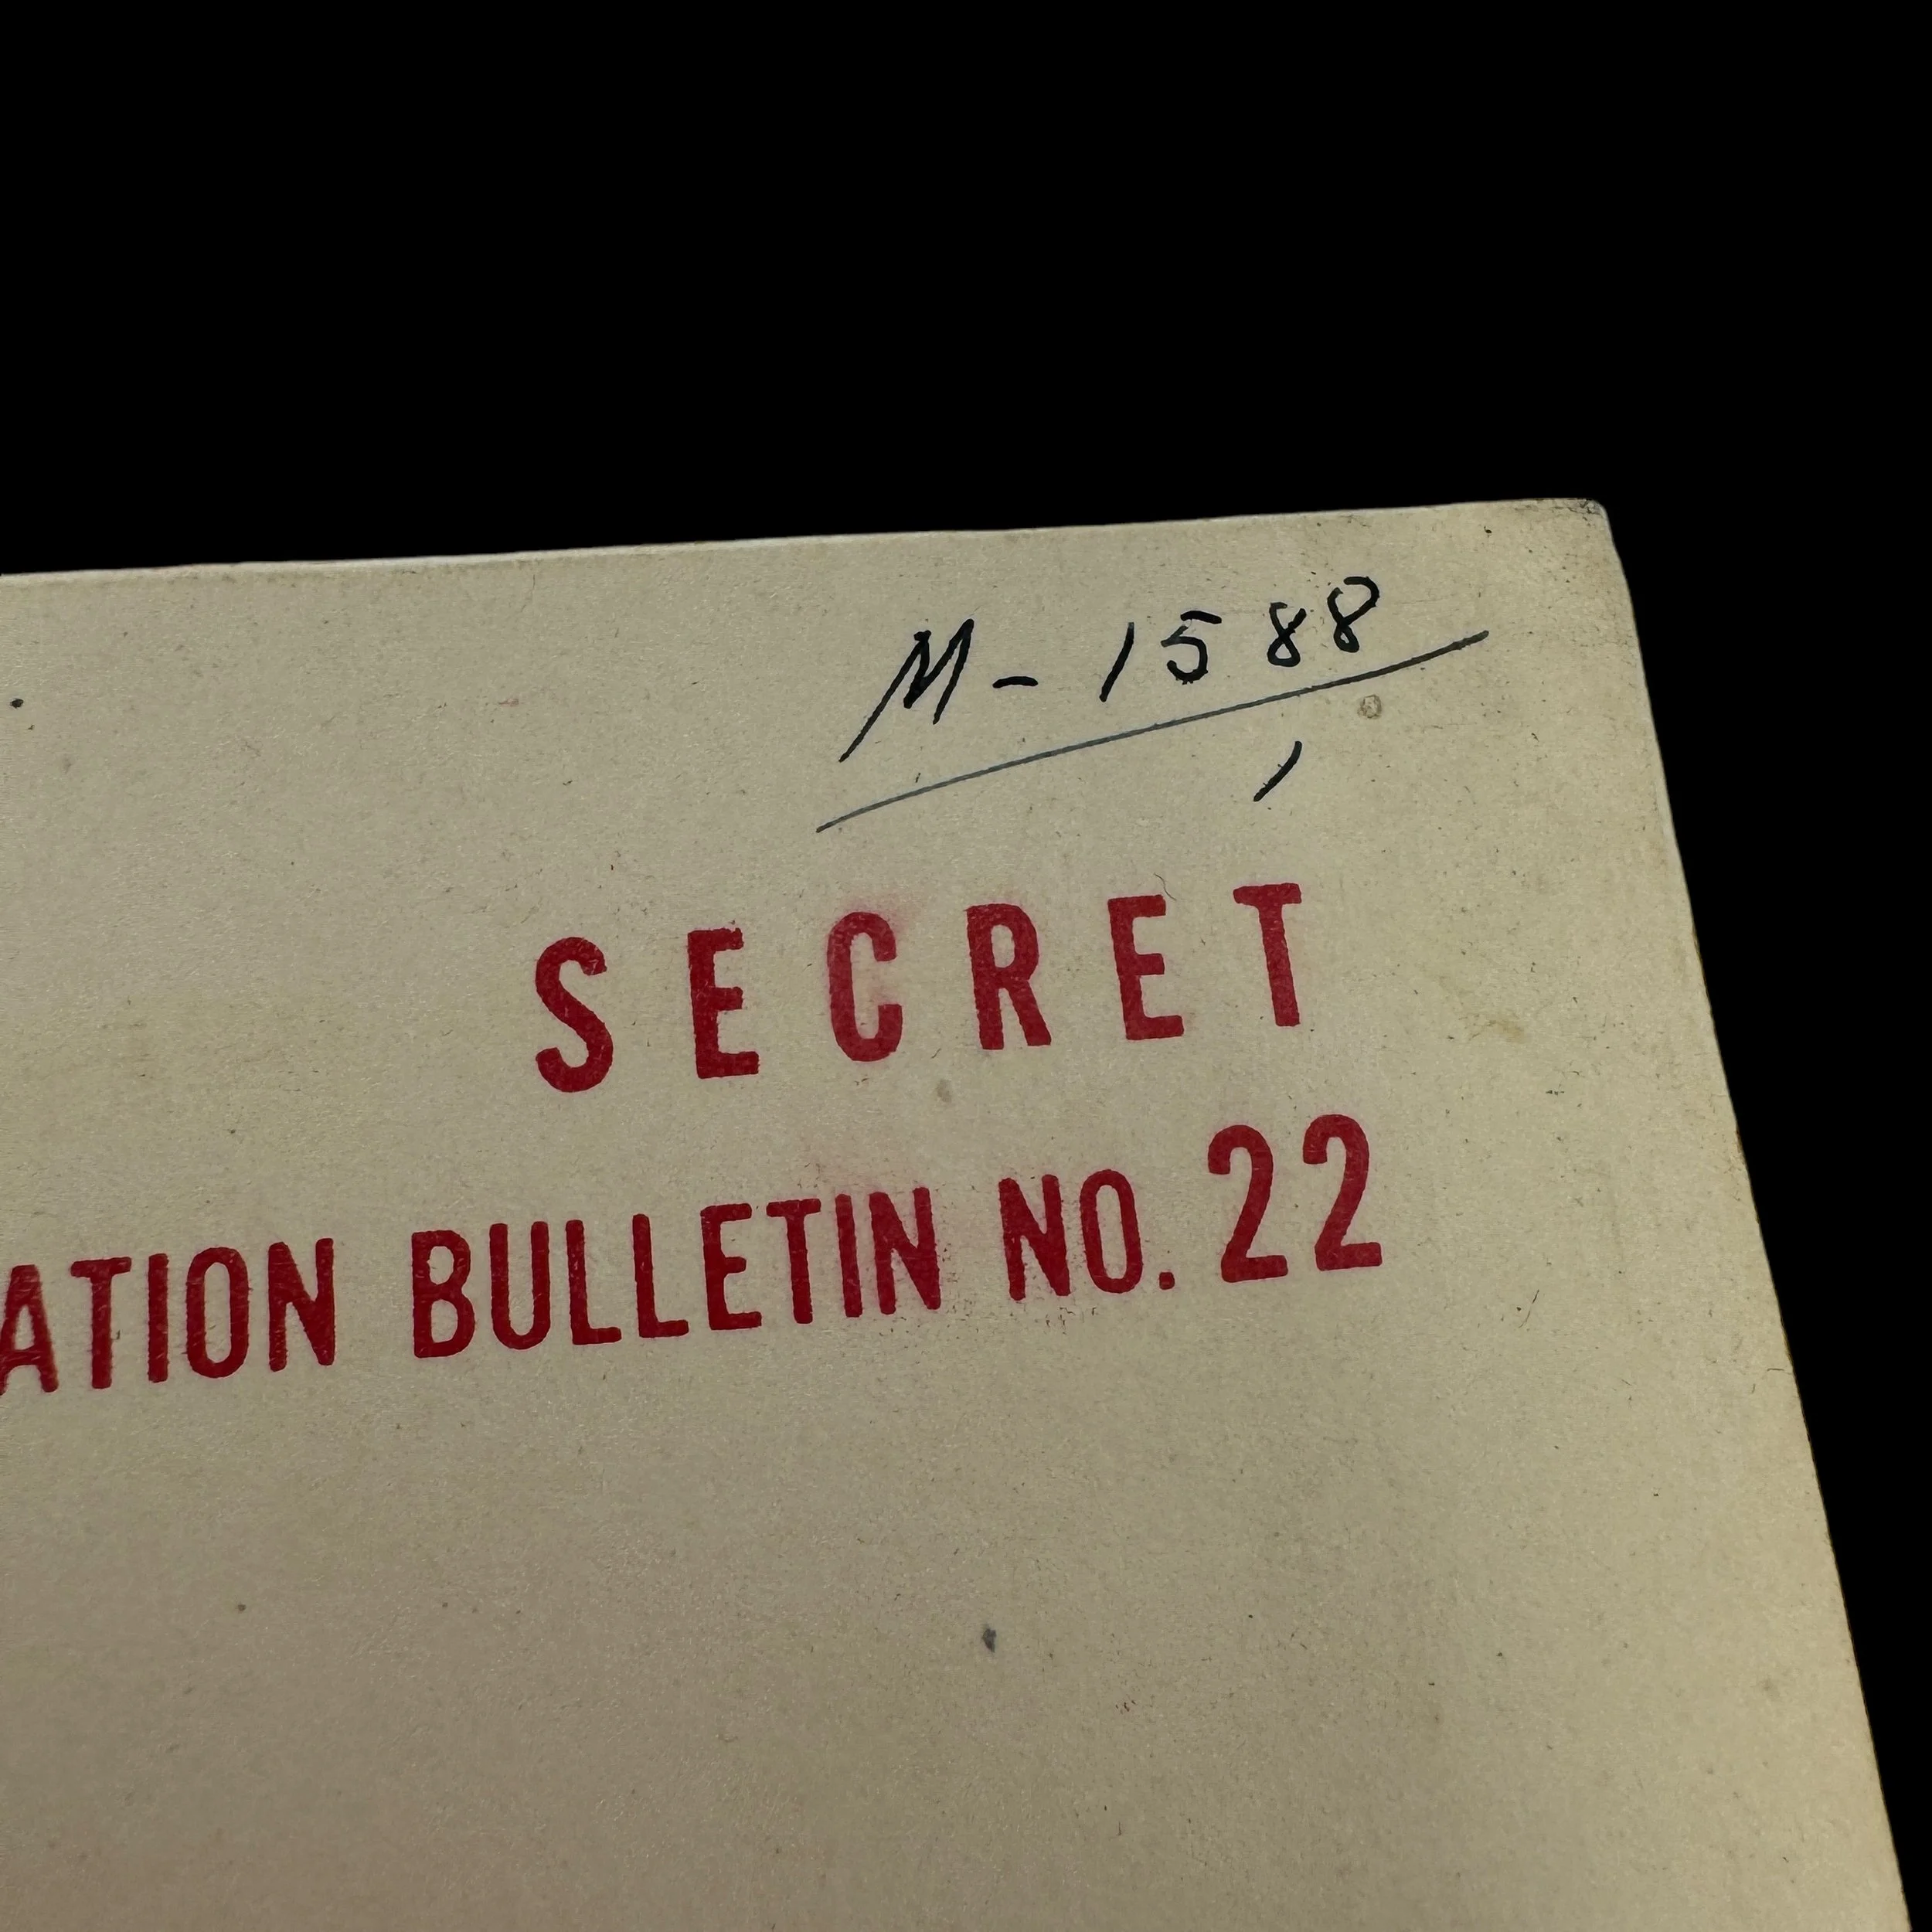 M-1588
1
SECRET
ATION BULLETIN NO. 22